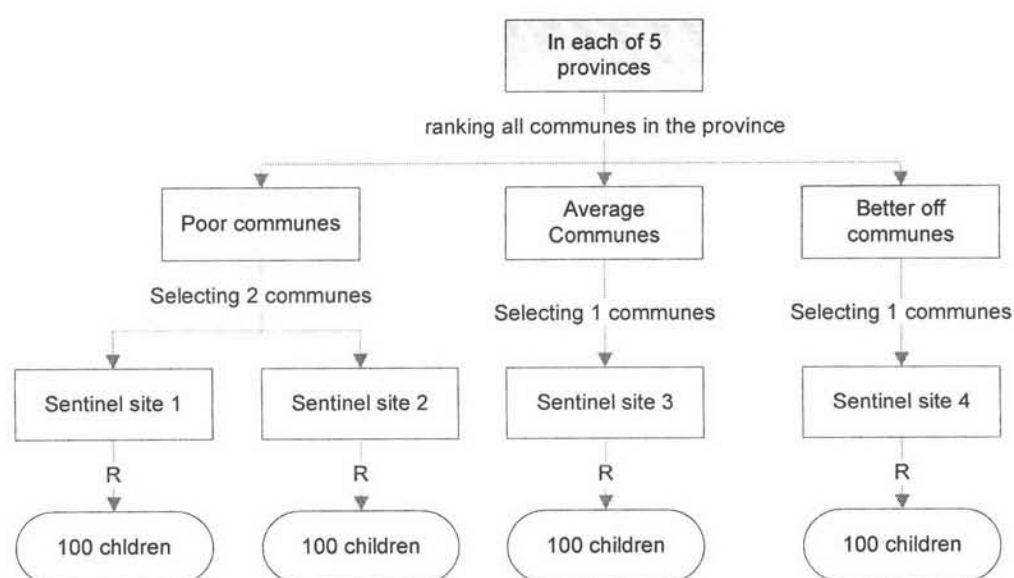 In each of 5
provinces
ranking all communes in the province
Poor communes
Average
Communes
Better off
communes
Selecting 2 communes
Selecting 1 communes
Selecting 1 communes
Sentinel site 1
Sentinel site 2
Sentinel site 3
Sentinel site 4
R
R
R
R
100 chldren
100 children
100 children
100 children